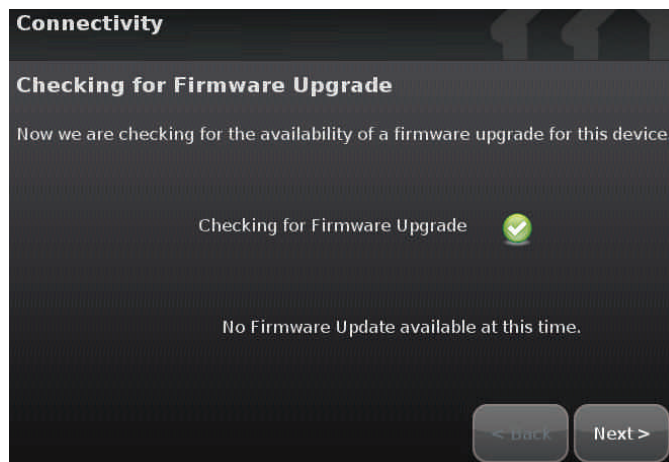 Connectivity
Checking for Firmware Upgrade
Now we are checking for the availability of a firmware upgrade for this device
Checking for Firmware Upgrade
No Firmware Update available at this time.
< Back
Next >